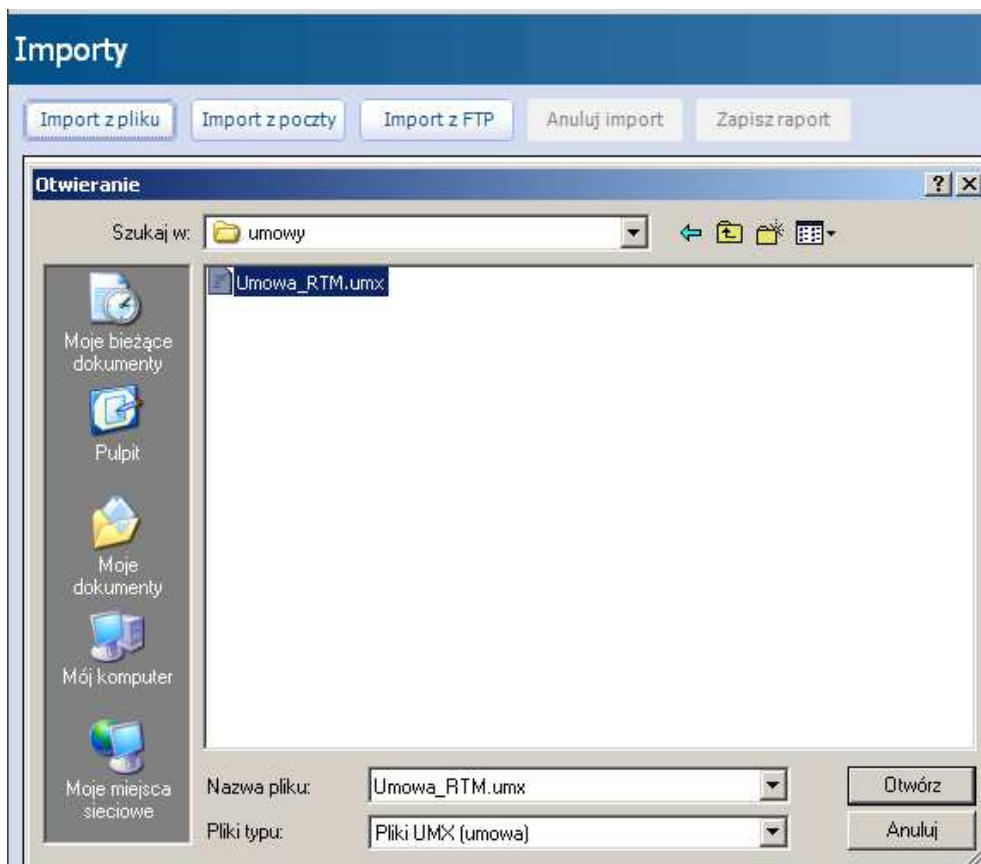 Importy
Import z pliku Import z poczty Import z FTP Anuluj import Zapisz raport
Otwieranie
Szukaj w: umowy
Umowa_RTM.umx
Moje bieżące
dokumenty
Pulpit
Moje
dokumenty
Mój komputer
Moje miejsca
sieciowe
Nazwa pliku: Umowa_RTM.umx Otwórz
Pliki typu: Pliki UMX (umowa) Anuluj